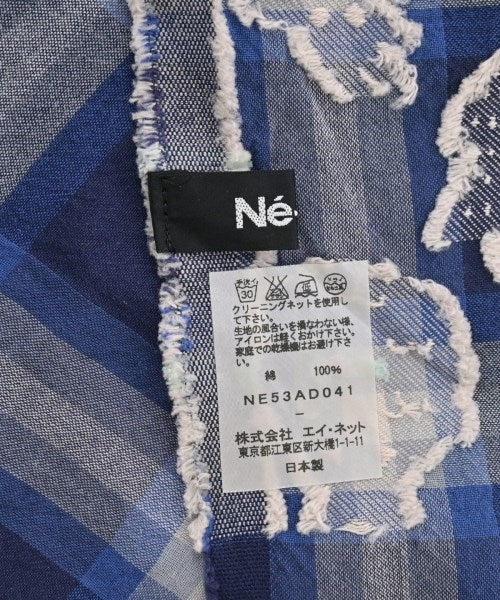 Né-
手洗イ
30
クリーニングネットを使用し
て下さい。
生地の風合いを損なわない様、
アイロンは軽くおかけ下さい。
家庭での乾燥機はお避け下さ
い。
綿 100%
NE53AD041
–
株式会社 エイ・ネット
東京都江東区新大橋1-1-11
日本製